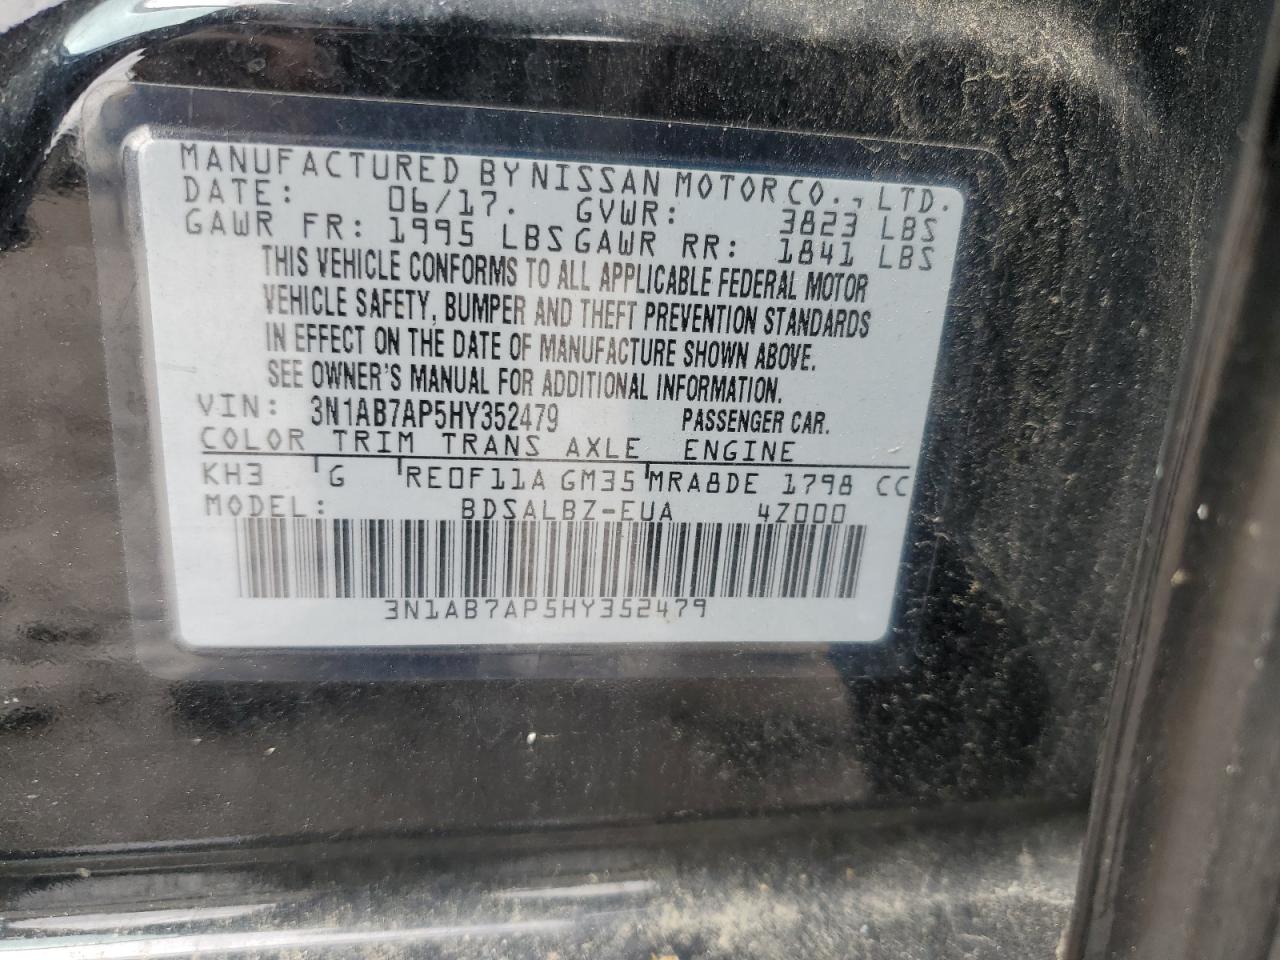 MANUFACTURED BY NISSAN MOTOR CO., LTD.
DATE: 06/17. GVWR: 3823 LBS
GAWR FR: 1995 LBS GAWR RR: 1841 LBS
THIS VEHICLE CONFORMS TO ALL APPLICABLE FEDERAL MOTOR
VEHICLE SAFETY, BUMPER AND THEFT PREVENTION STANDARDS
IN EFFECT ON THE DATE OF MANUFACTURE SHOWN ABOVE.
SEE OWNER'S MANUAL FOR ADDITIONAL INFORMATION.
VIN: 3N1AB7AP5HY352479 PASSENGER CAR.
COLOR TRIM TRANS AXLE ENGINE
KH3 G RE0F11A GM35 MRA8DE 1798 CC
MODEL: BDSALBZ-EUA 4Z000
3N1AB7AP5HY352479